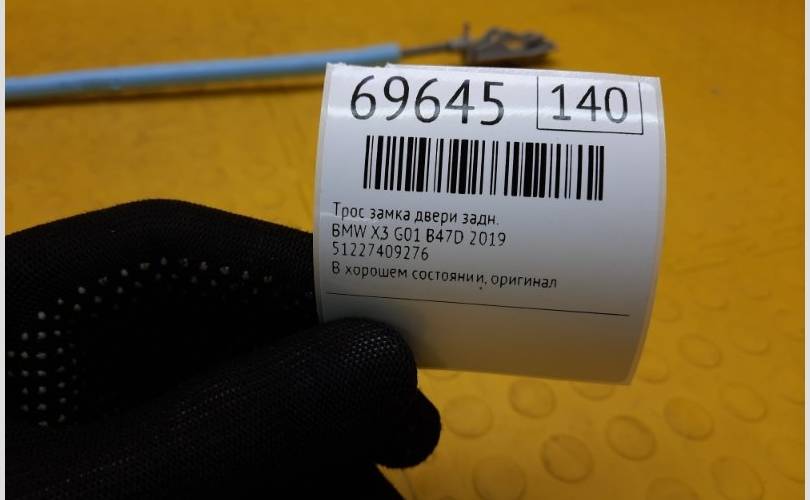 69645 140
Трос замка двери задн.
BMW X3 G01 B47D 2019
51227409276
В хорошем состоянии, оригинал